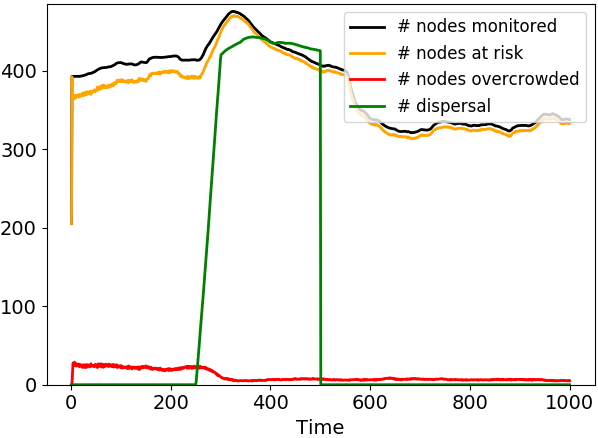 # nodes monitored
# nodes at risk
# nodes overcrowded
# dispersal
400
300
200
100
0
0 200 400 600 800 1000
Time